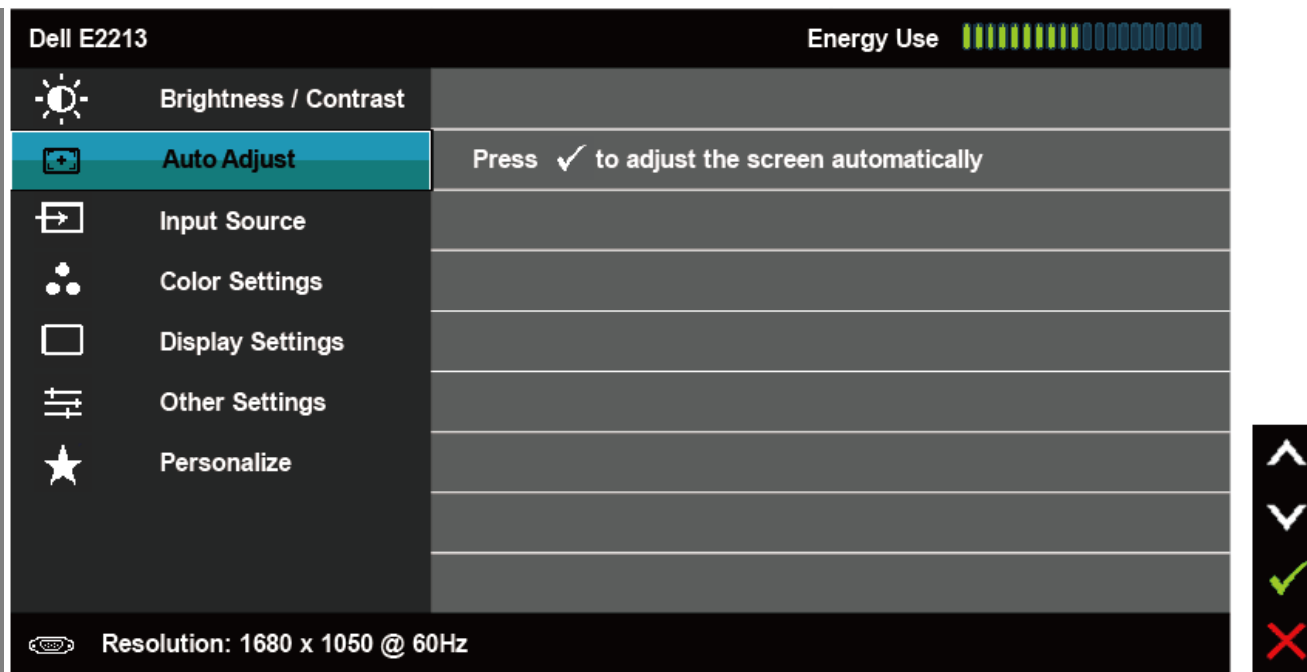 Dell E2213 Energy Use
Brightness / Contrast
Auto Adjust Press ✓ to adjust the screen automatically
Input Source
Color Settings
Display Settings
Other Settings
Personalize
Resolution: 1680 x 1050 @ 60Hz